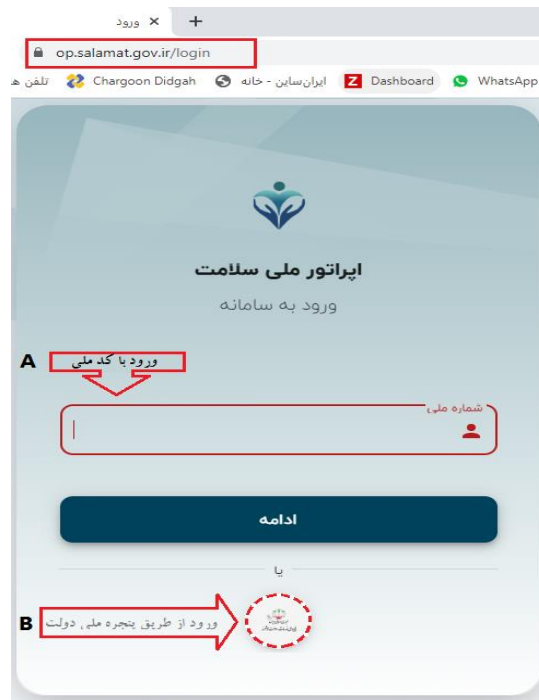 ورود
op.salamat.gov.ir/login
تلفن ه Chargoon Didgah ایران‌ساین - خانه Z Dashboard WhatsApp
اپراتور ملی سلامت
ورود به سامانه
A ورود با کد ملی
شماره ملی
ادامه
یا
B ورود از طریق پنجره ملی دولت